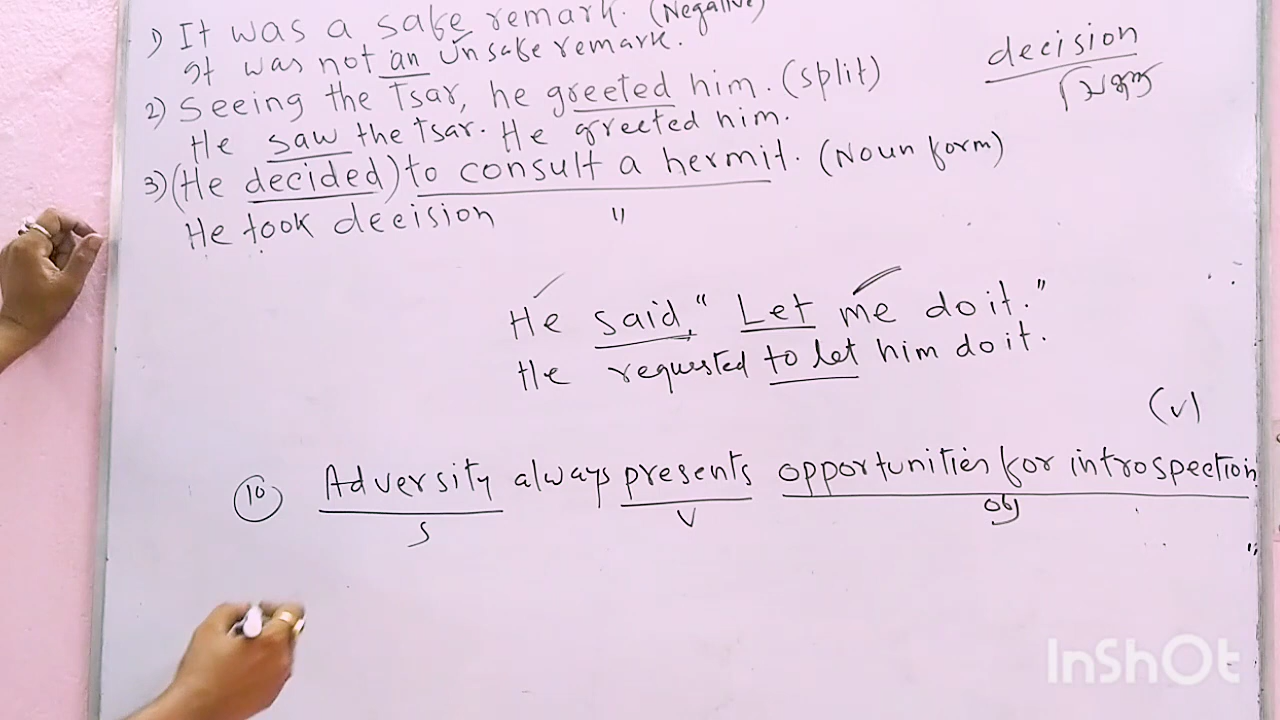 1) It was a safe remark. (Negative)
It was not an unsafe remark.
2) Seeing the Tsar, he greeted him. (split)
He saw the Tsar. He greeted him.
3) (He decided) to consult a hermit. (Noun form)
He took decision "
decision
He said, "Let me do it."
He requested to let him do it.
(v)
10 Adversity always presents opportunities for introspection
S V obj
InShOt